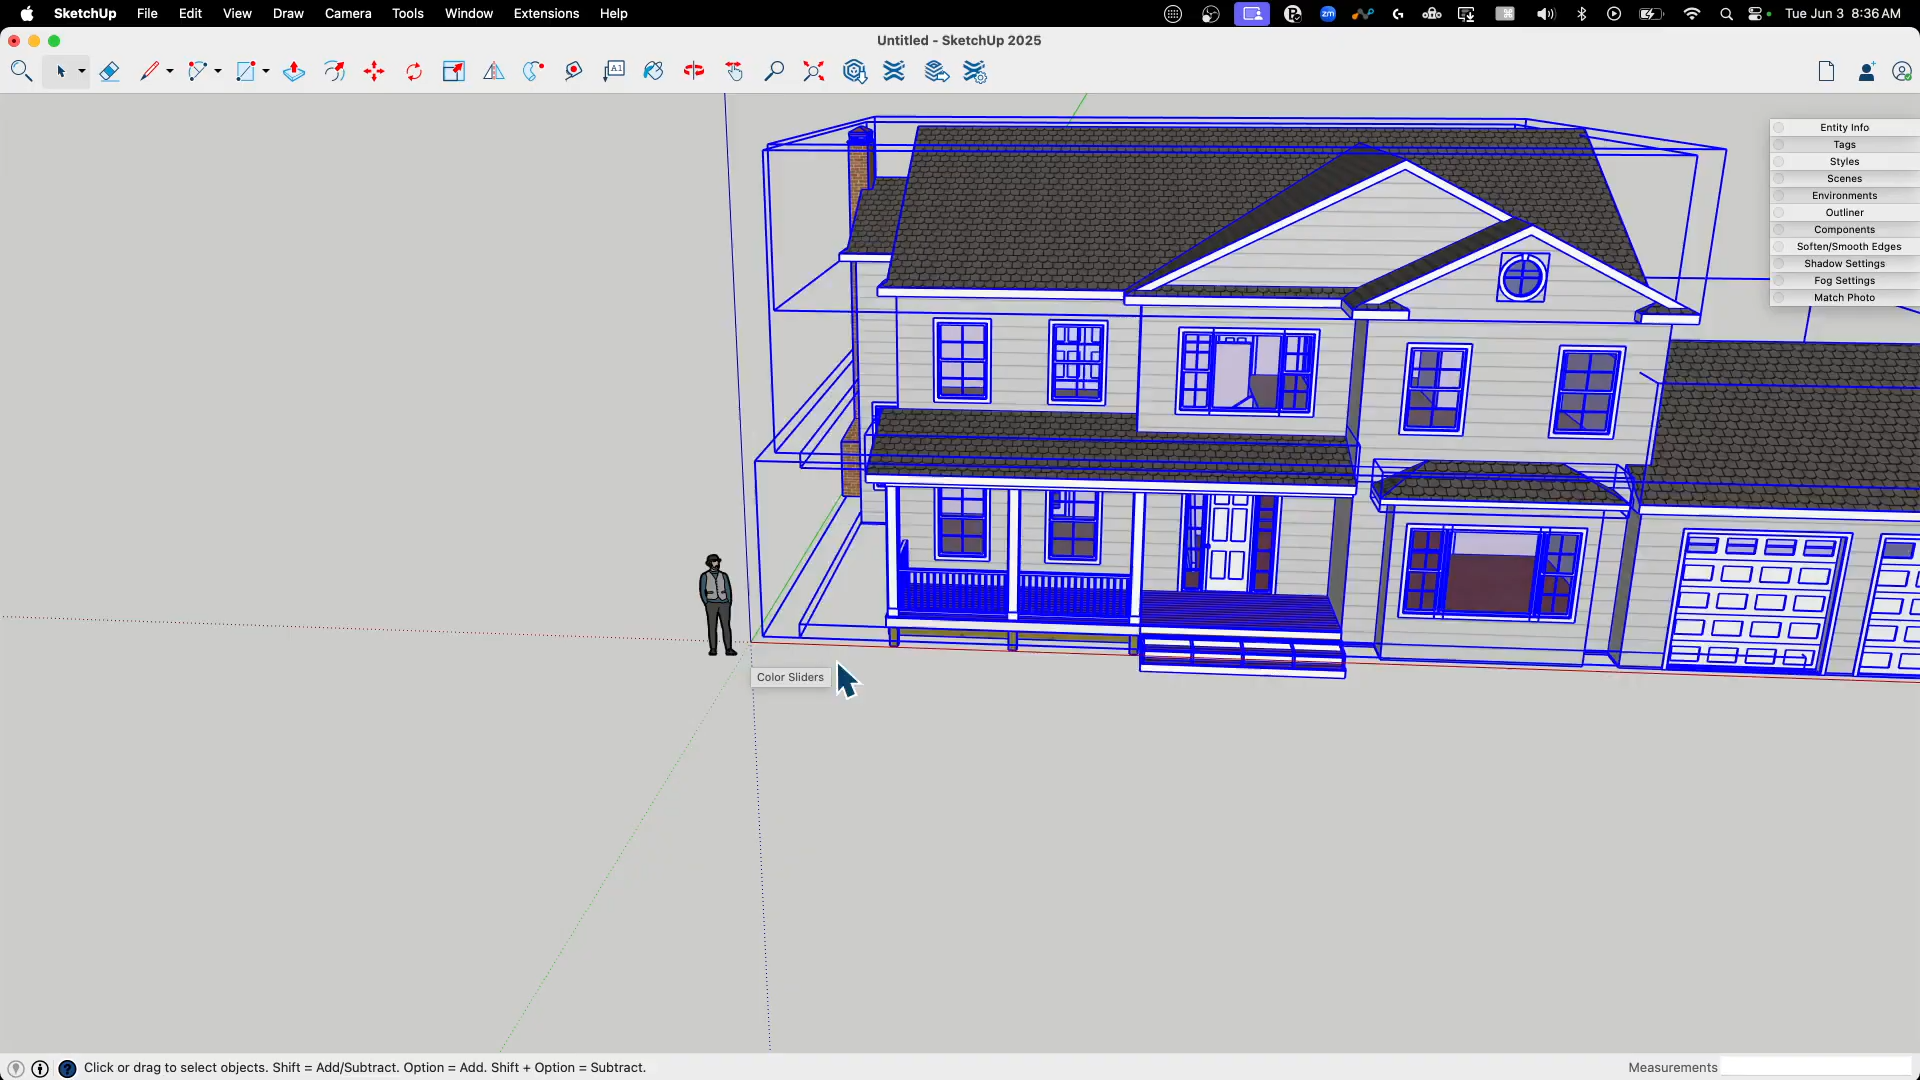 SketchUp File Edit View Draw Camera Tools Window Extensions Help zm Tue Jun 3 8:36 AM
Untitled - SketchUp 2025
A1
Entity Info
Tags
Styles
Scenes
Environments
Outliner
Components
Soften/Smooth Edges
Shadow Settings
Fog Settings
Match Photo
Color Sliders
Click or drag to select objects. Shift = Add/Subtract. Option = Add. Shift + Option = Subtract.
Measurements